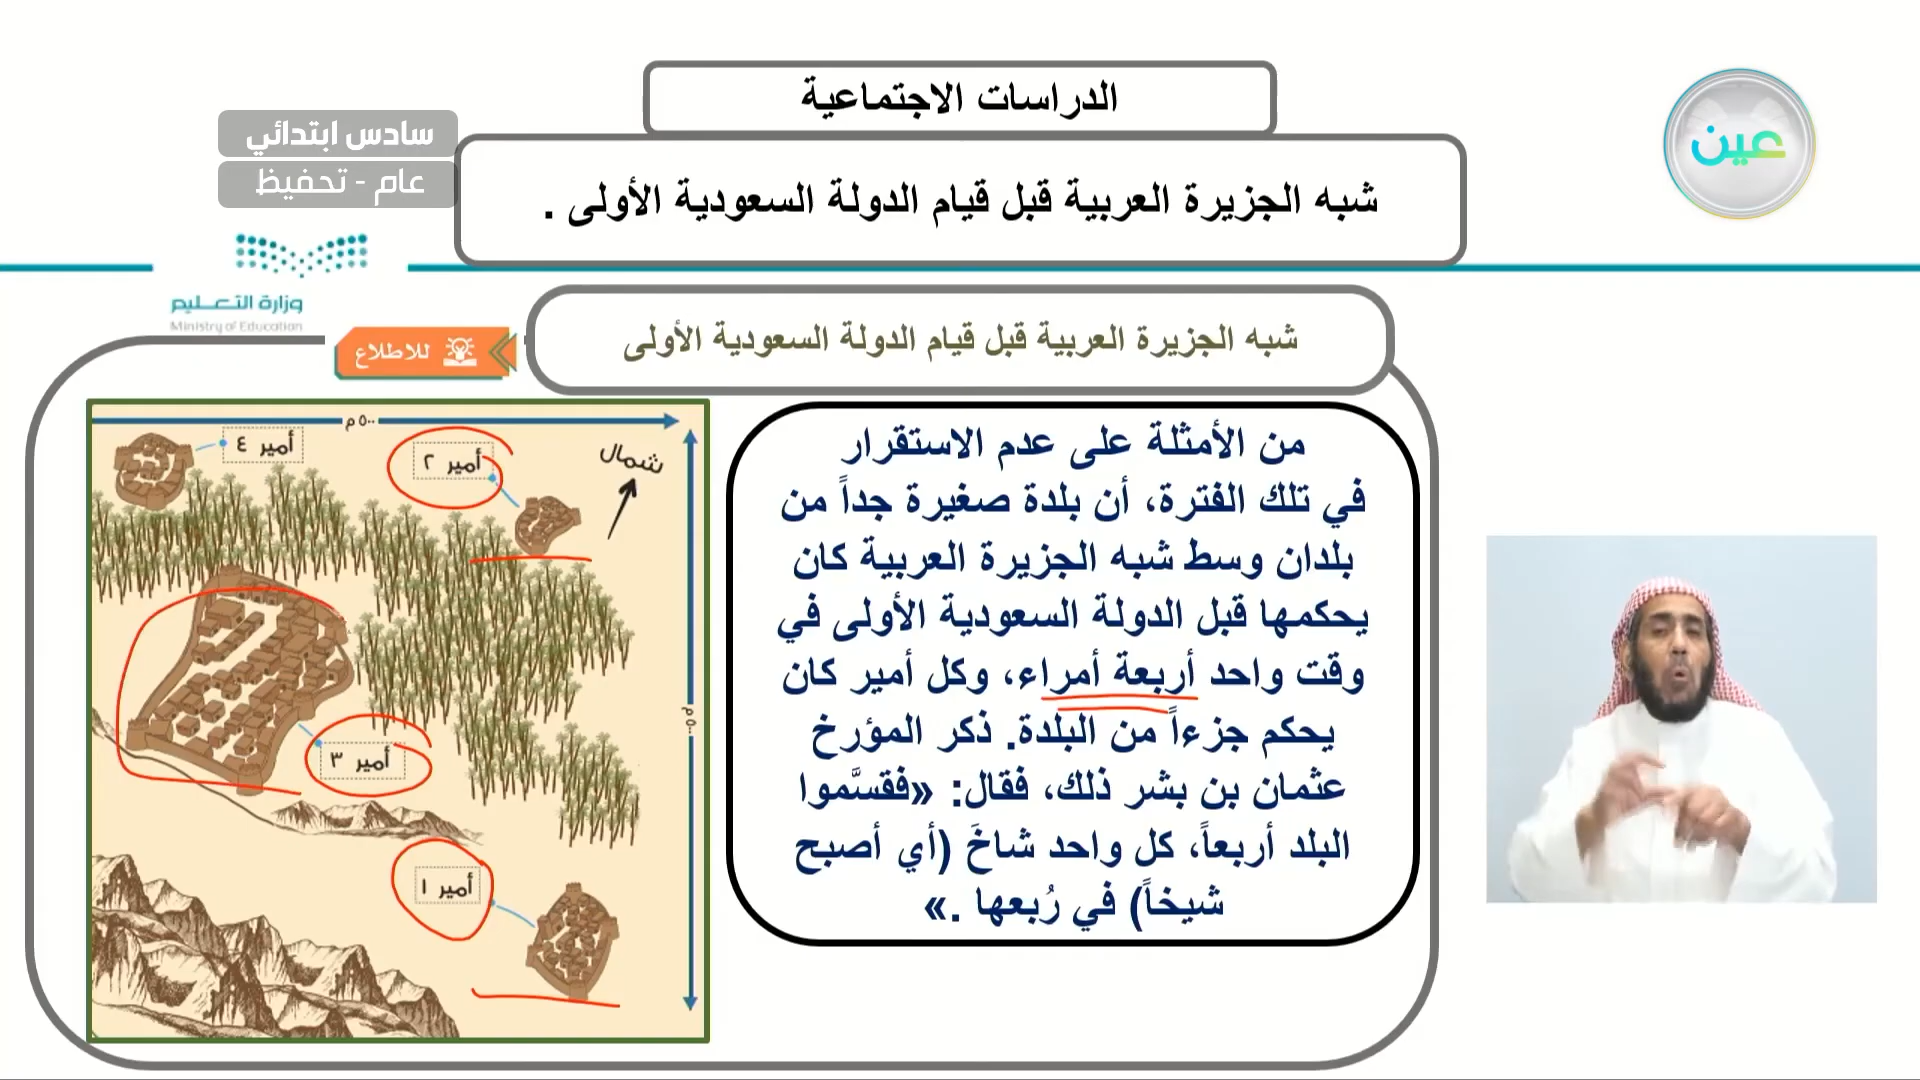 الدراسات الاجتماعية
عين
سادس ابتدائي
عام - تحفيظ
شبه الجزيرة العربية قبل قيام الدولة السعودية الأولى .
وزارة التعليم
Ministry of Education
للاطلاع
شبه الجزيرة العربية قبل قيام الدولة السعودية الأولى
من الأمثلة على عدم الاستقرار
في تلك الفترة، أن بلدة صغيرة جداً من
بلدان وسط شبه الجزيرة العربية كان
يحكمها قبل الدولة السعودية الأولى في
وقت واحد أربعة أمراء، وكل أمير كان
يحكم جزءاً من البلدة. ذكر المؤرخ
عثمان بن بشر ذلك، فقال: «فقسَّموا
البلد أربعاً، كل واحد شاخَ (أي أصبح
شيخاً) في رُبعها .»
٥٠٠ م
أمير ٤
أمير ٢
شمال
٥٠٠ م
أمير ٣
أمير ١